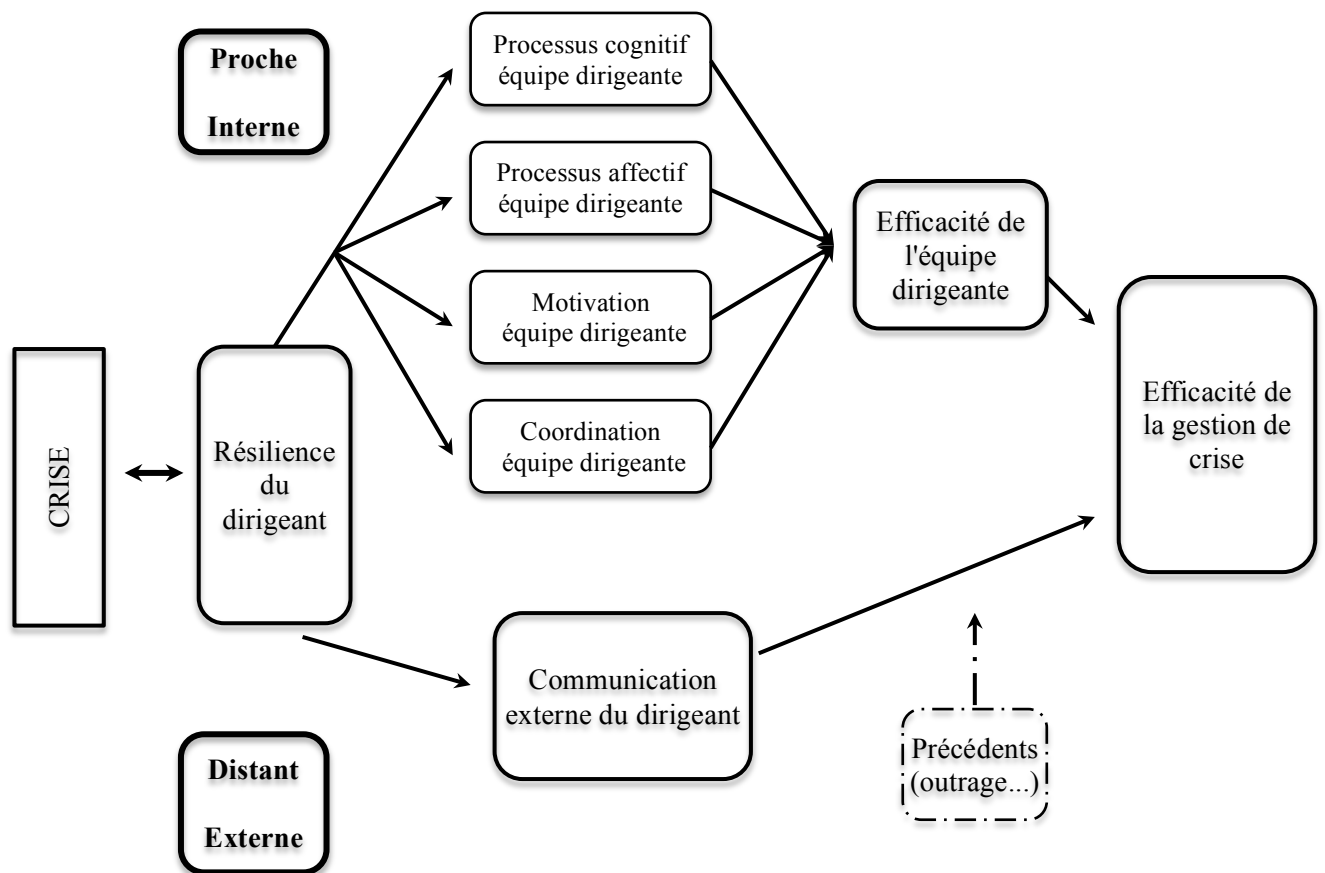 Proche
Interne
Processus cognitif
équipe dirigeante
Processus affectif
équipe dirigeante
Motivation
équipe dirigeante
Coordination
équipe dirigeante
Efficacité de
l'équipe
dirigeante
Efficacité de
la gestion de
crise
CRISE
Résilience
du
dirigeant
Communication
externe du dirigeant
Précédents
(outrage...)
Distant
Externe